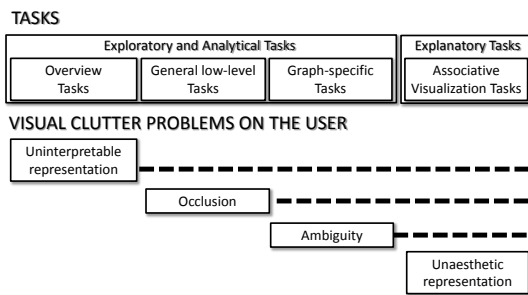 TASKS
Exploratory and Analytical Tasks
Explanatory Tasks
Overview
Tasks
General low-level
Tasks
Graph-specific
Tasks
Associative
Visualization Tasks
VISUAL CLUTTER PROBLEMS ON THE USER
Uninterpretable
representation
Occlusion
Ambiguity
Unaesthetic
representation